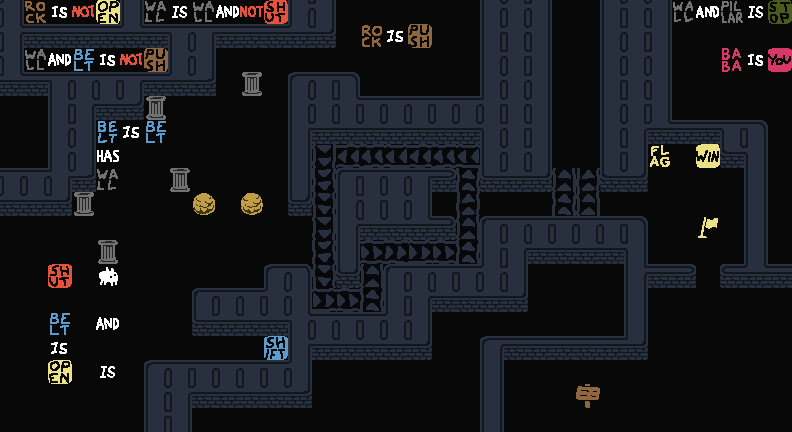 ROCK IS NOT OPEN
WALL IS WALL AND NOT SHUT
WALL AND PILLAR IS STOP
ROCK IS PUSH
WALL AND BELT IS NOT PUSH
BABA IS YOU
BELT IS BELT
HAS
WALL
FLAG WIN
SHUT
BELT AND
IS
SHIFT
OPEN IS